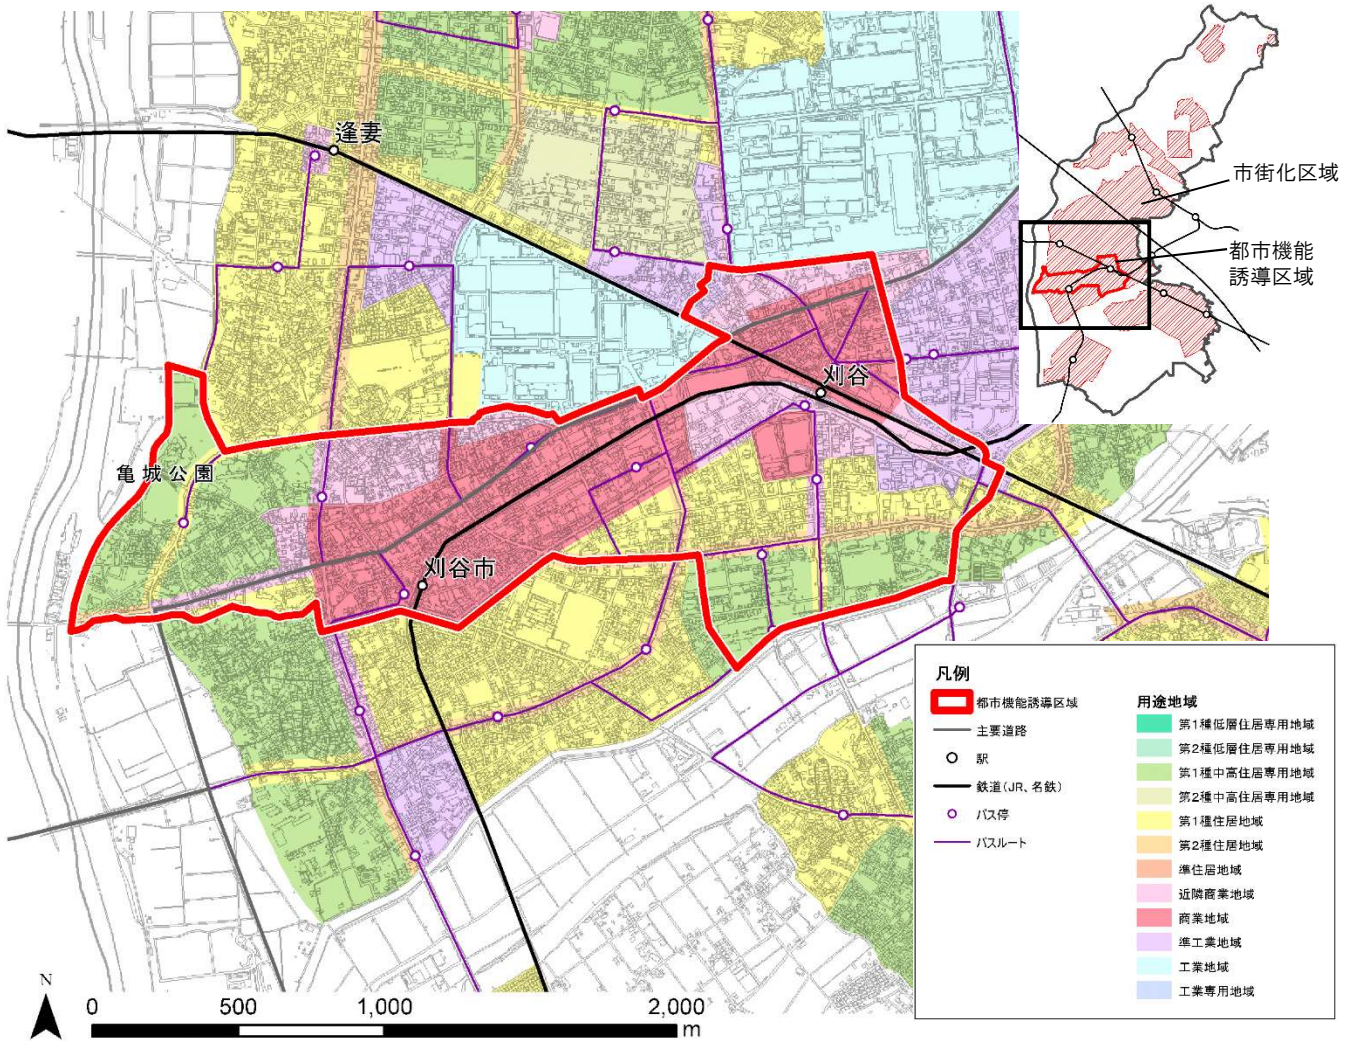 逢妻
市街化区域
都市機能
誘導区域
刈谷
亀城公園
刈谷市
凡例
都市機能誘導区域
主要道路
駅
鉄道(JR、名鉄)
バス停
バスルート
用途地域
第1種低層住居専用地域
第2種低層住居専用地域
第1種中高住居専用地域
第2種中高住居専用地域
第1種住居地域
第2種住居地域
準住居地域
近隣商業地域
商業地域
準工業地域
工業地域
工業専用地域
N
0 500 1,000 2,000
m